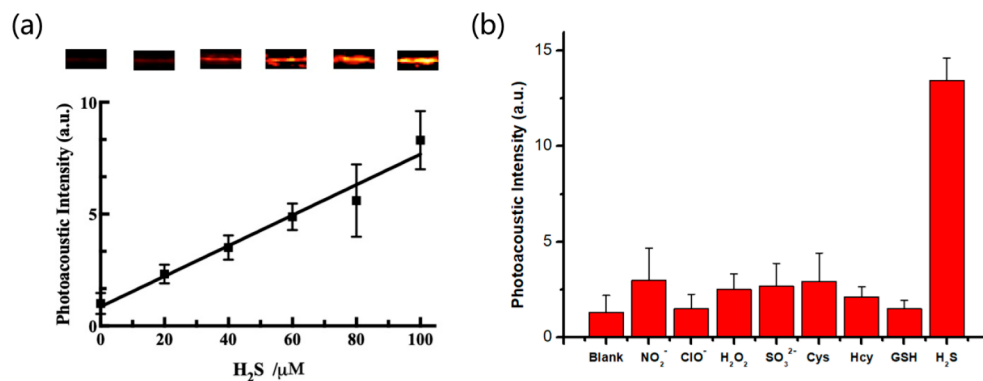 (a)
Photoacoustic Intensity (a.u.)
10
5
0
0 20 40 60 80 100
H₂S /μM
(b)
Photoacoustic Intensity (a.u.)
15
10
5
0
Blank NO₂⁻ ClO⁻ H₂O₂ SO₃²⁻ Cys Hcy GSH H₂S